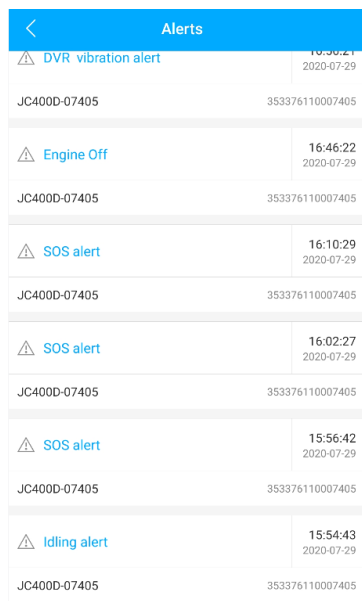 Alerts
DVR vibration alert
2020-07-29
JC400D-07405 353376110007405
Engine Off 16:46:22
2020-07-29
JC400D-07405 353376110007405
SOS alert 16:10:29
2020-07-29
JC400D-07405 353376110007405
SOS alert 16:02:27
2020-07-29
JC400D-07405 353376110007405
SOS alert 15:56:42
2020-07-29
JC400D-07405 353376110007405
Idling alert 15:54:43
2020-07-29
JC400D-07405 353376110007405